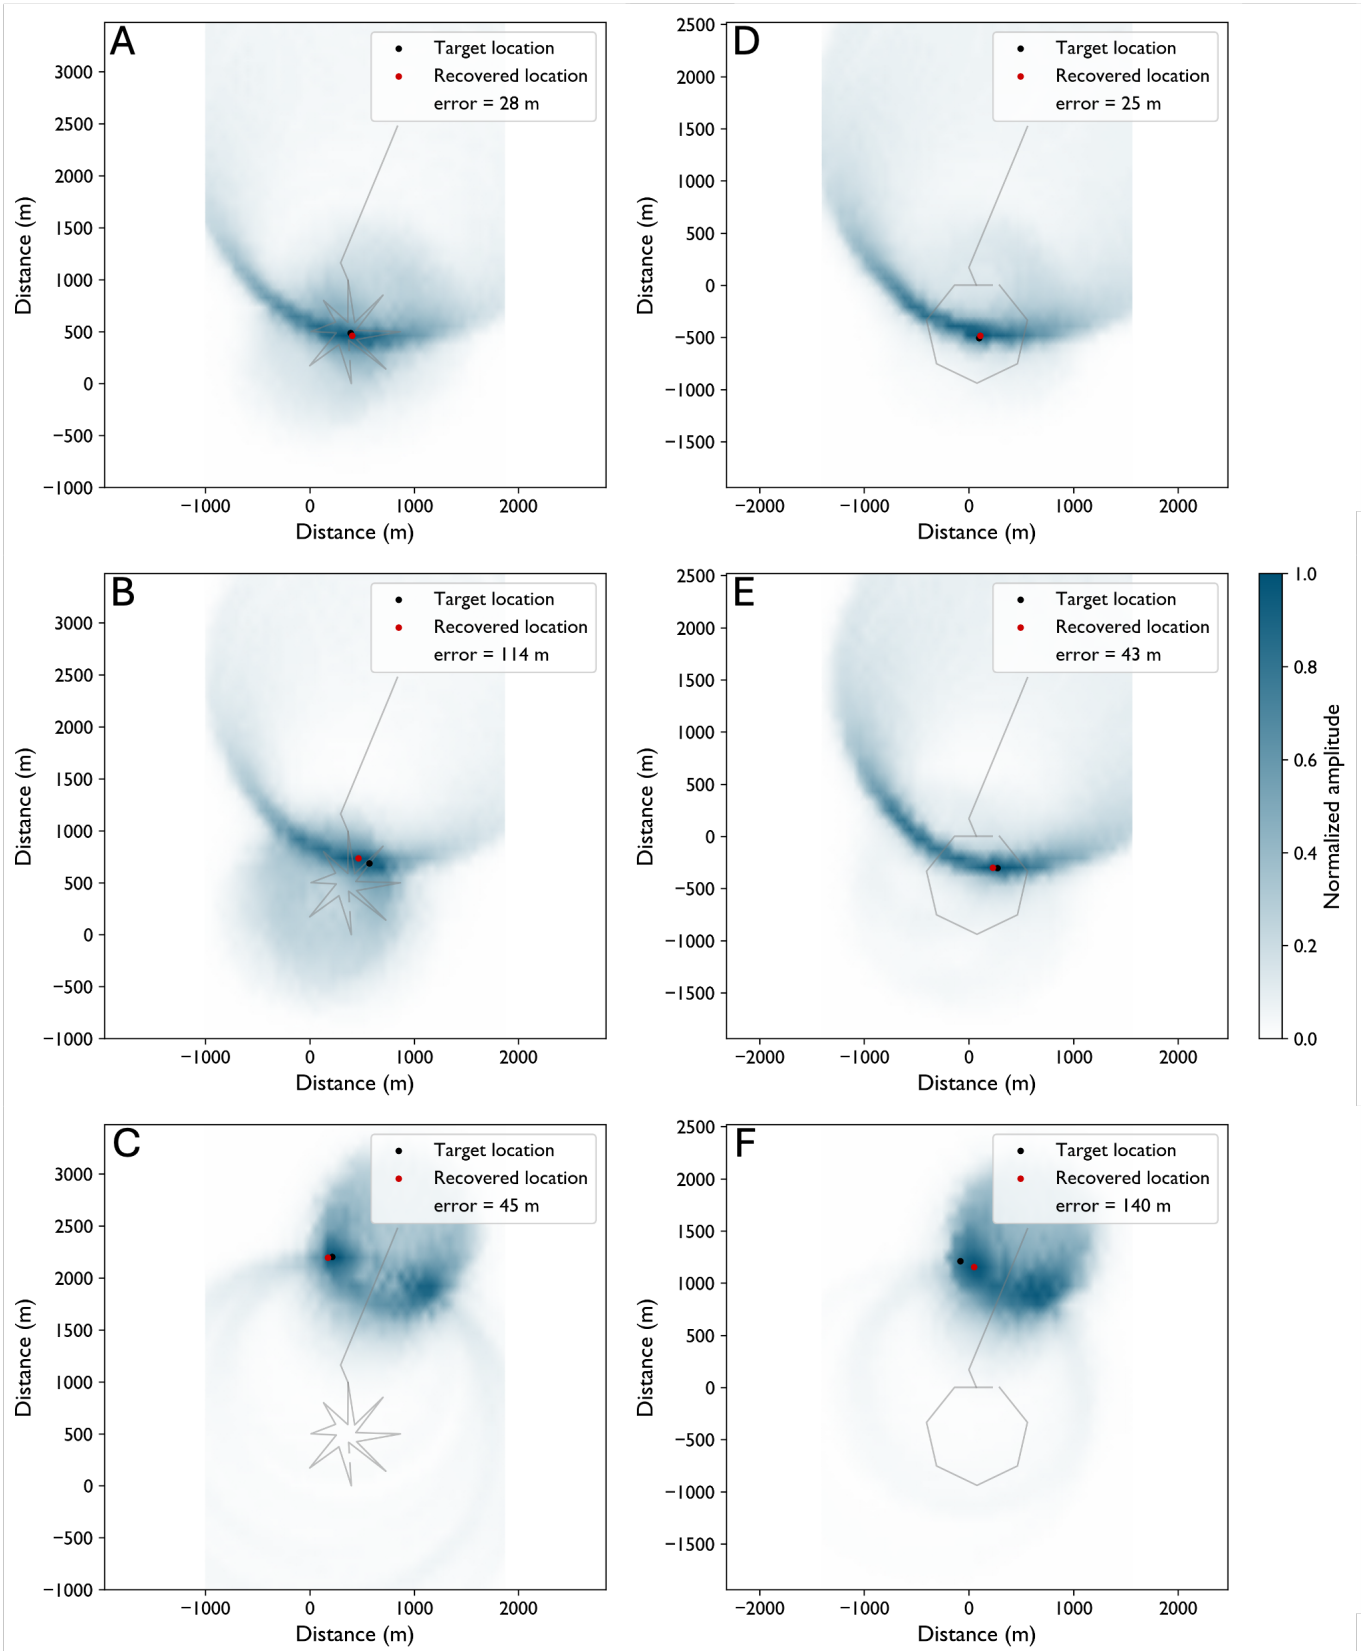 A
Target location
Recovered location
error = 28 m
3000
2500
2000
1500
1000
500
0
−500
−1000
Distance (m)
−1000 0 1000 2000
Distance (m)
D
Target location
Recovered location
error = 25 m
2500
2000
1500
1000
500
0
−500
−1000
−1500
Distance (m)
−2000 −1000 0 1000 2000
Distance (m)
B
Target location
Recovered location
error = 114 m
3000
2500
2000
1500
1000
500
0
−500
−1000
Distance (m)
−1000 0 1000 2000
Distance (m)
E
Target location
Recovered location
error = 43 m
2500
2000
1500
1000
500
0
−500
−1000
−1500
Distance (m)
−2000 −1000 0 1000 2000
Distance (m)
1.0
0.8
0.6
0.4
0.2
0.0
Normalized amplitude
C
Target location
Recovered location
error = 45 m
3000
2500
2000
1500
1000
500
0
−500
−1000
Distance (m)
−1000 0 1000 2000
Distance (m)
F
Target location
Recovered location
error = 140 m
2500
2000
1500
1000
500
0
−500
−1000
−1500
Distance (m)
−2000 −1000 0 1000 2000
Distance (m)